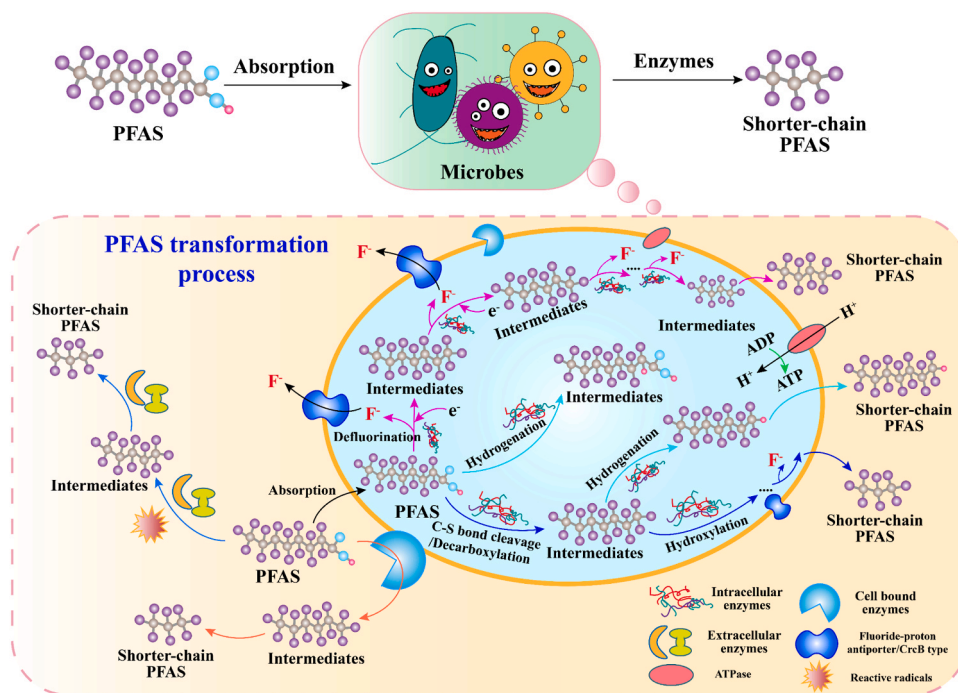 Absorption
Enzymes
PFAS
Microbes
Shorter-chain
PFAS
PFAS transformation
process
F-
F-
F-
....
F-
e-
Intermediates
Intermediates
Shorter-chain
PFAS
H+
ADP
ATP
H+
Shorter-chain
PFAS
Intermediates
Intermediates
F-
e-
Defluorination
Hydrogenation
Hydrogenation
Shorter-chain
PFAS
Intermediates
Absorption
PFAS
C-S bond cleavage
/Decarboxylation
Intermediates
Hydroxylation
F-
....
Shorter-chain
PFAS
PFAS
Shorter-chain
PFAS
Intermediates
Intracellular
enzymes
Cell bound
enzymes
Extracellular
enzymes
Fluoride-proton
antiporter/CrcB type
ATPase
Reactive radicals
F-